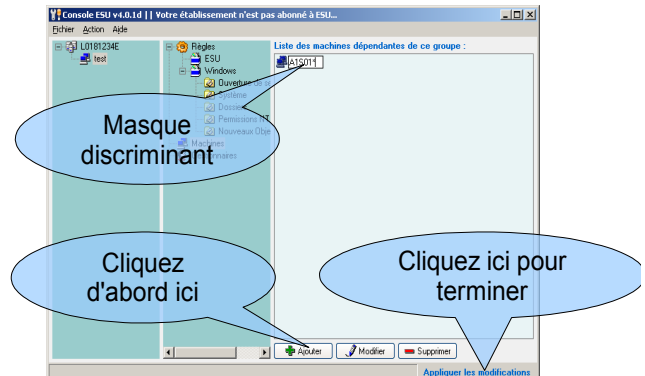 Console ESU v4.0.1d || Votre établissement n'est pas abonné à ESU...
Fichier Action Aide
L0181234E
test
Règles
ESU
Windows
Ouverture de
Système
Dossiers
Permissions NT
Nouveaux Obje
Machines
Liste des machines dépendantes de ce groupe :
A1S01*
Masque
discriminant
Cliquez
d'abord ici
Cliquez ici pour
terminer
Ajouter Modifier Supprimer
Appliquer les modifications